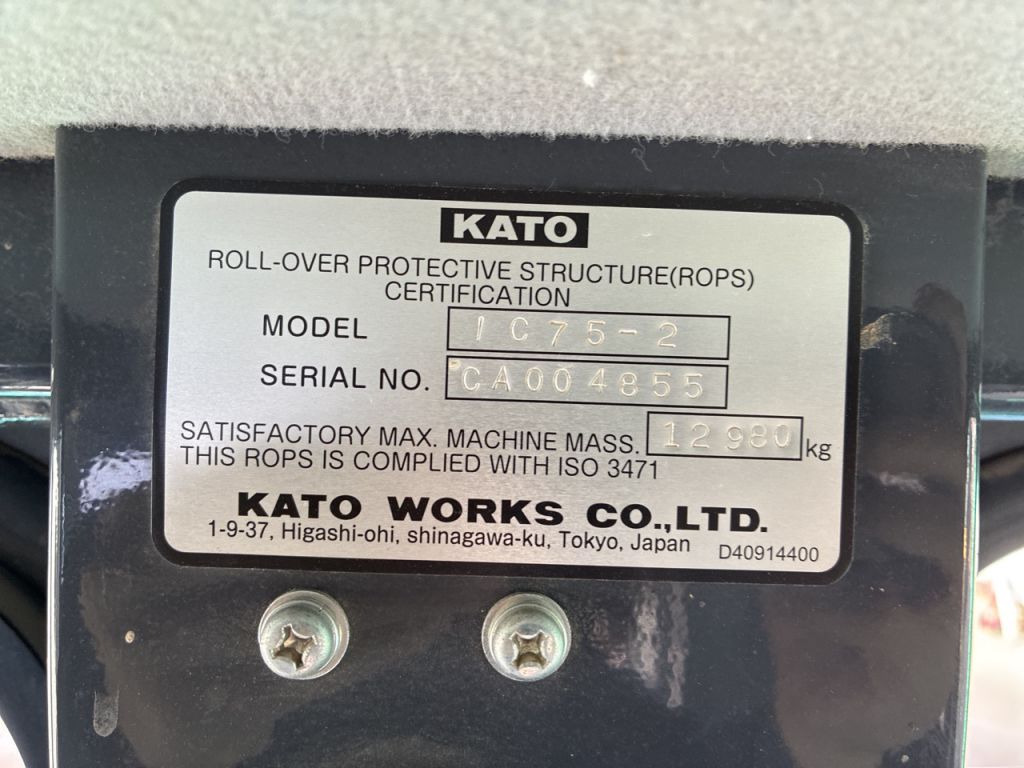 KATO
ROLL-OVER PROTECTIVE STRUCTURE(ROPS)
CERTIFICATION
MODEL IC75-2
SERIAL NO. CA004855
SATISFACTORY MAX. MACHINE MASS. 12980 kg
THIS ROPS IS COMPLIED WITH ISO 3471
KATO WORKS CO.,LTD.
1-9-37, Higashi-ohi, shinagawa-ku, Tokyo, Japan D40914400